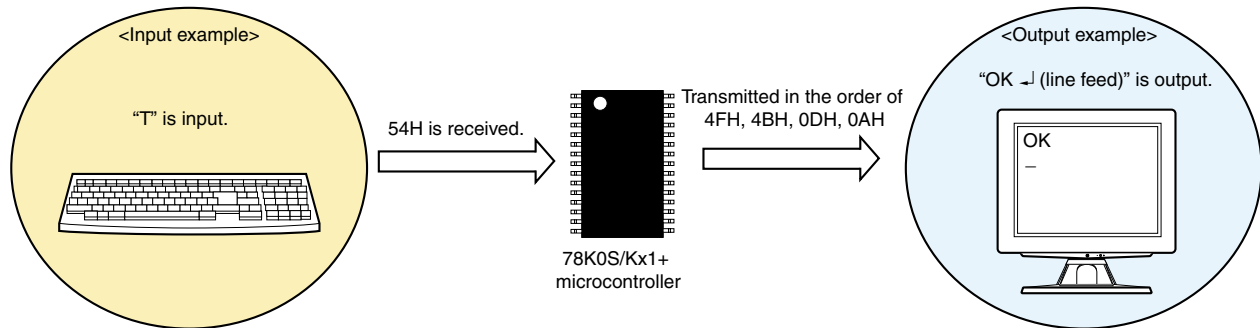 <Input example>
“T” is input.
54H is received.
78K0S/Kx1+
microcontroller
Transmitted in the order of
4FH, 4BH, 0DH, 0AH
<Output example>
“OK ↵ (line feed)” is output.
OK
_